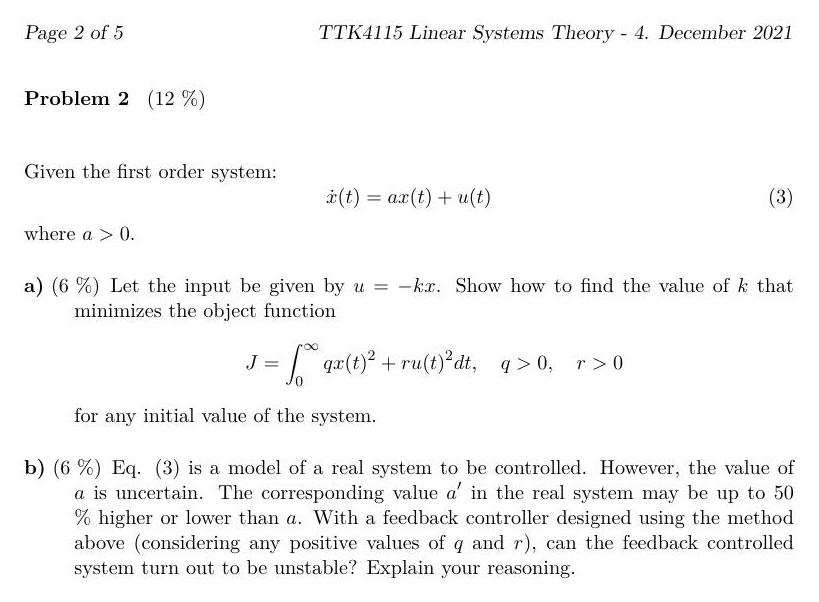 Page 2 of 5 TTK4115 Linear Systems Theory - 4. December 2021
Problem 2 (12 %)
Given the first order system:
ẋ(t) = ax(t) + u(t) (3)
where a > 0.
a) (6 %) Let the input be given by u = −kx. Show how to find the value of k that
minimizes the object function
J = ∫₀^∞ qx(t)² + ru(t)²dt, q > 0, r > 0
for any initial value of the system.
b) (6 %) Eq. (3) is a model of a real system to be controlled. However, the value of
a is uncertain. The corresponding value a′ in the real system may be up to 50
% higher or lower than a. With a feedback controller designed using the method
above (considering any positive values of q and r), can the feedback controlled
system turn out to be unstable? Explain your reasoning.